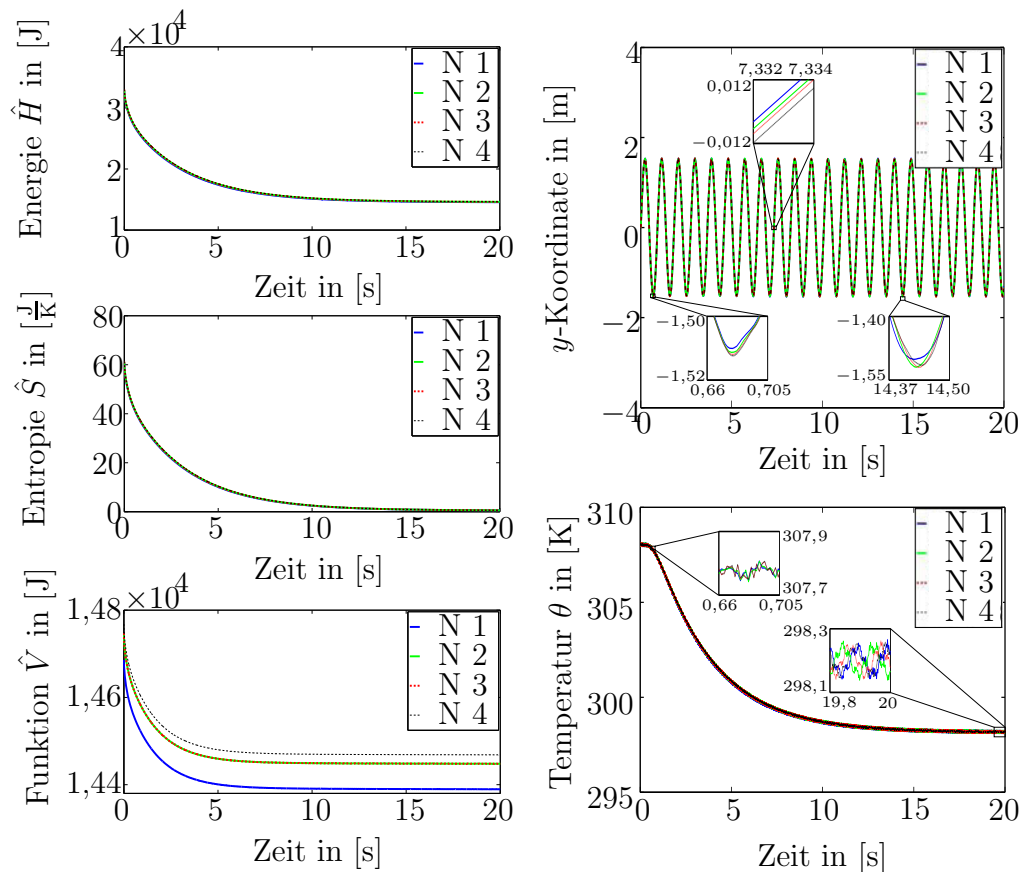 Energie Ĥ in [J]
×10⁴
4
3
2
1
0
5
10
15
20
Zeit in [s]
N 1
N 2
N 3
N 4
Entropie Ŝ in [J/K]
80
60
40
20
0
0
5
10
15
20
Zeit in [s]
N 1
N 2
N 3
N 4
Funktion V̂ in [J]
×10⁴
1,48
1,46
1,44
0
5
10
15
20
Zeit in [s]
N 1
N 2
N 3
N 4
y-Koordinate in [m]
4
2
0
−2
−4
0
5
10
15
20
Zeit in [s]
N 1
N 2
N 3
N 4
7,332 7,334
0,012
−0,012
−1,50
−1,52
0,66 0,705
−1,40
−1,55
14,37 14,50
Temperatur θ in [K]
310
305
300
295
0
5
10
15
20
Zeit in [s]
N 1
N 2
N 3
N 4
307,9
307,7
0,66 0,705
298,3
298,1
19,8 20